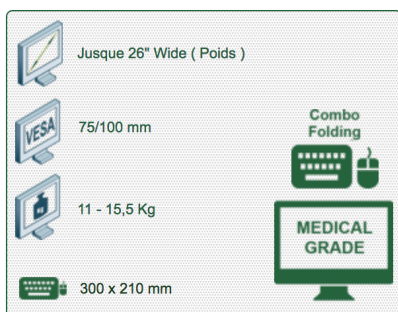 Jusque 26" Wide ( Poids )
VESA
75/100 mm
Combo
Folding
KG
11 - 15,5 Kg
MEDICAL
GRADE
300 x 210 mm